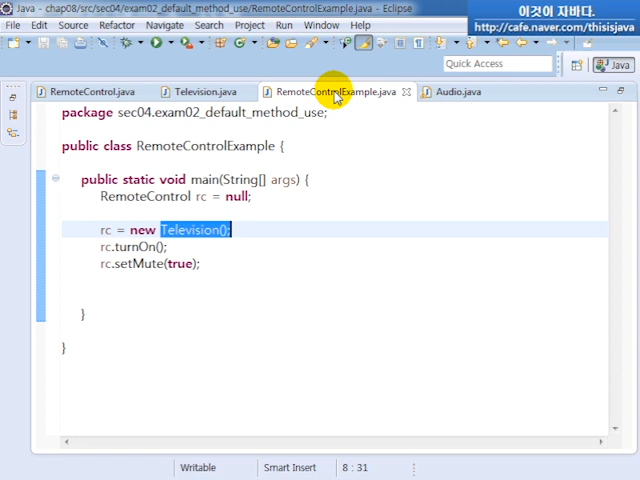 Java - chap08/src/sec04/exam02_default_method_use/RemoteControlExample.java - Eclipse
이것이 자바다.
http://cafe.naver.com/thisisjava
File Edit Source Refactor Navigate Search Project Run Window Help
Quick Access
Java
RemoteControl.java Television.java RemoteControlExample.java Audio.java
package sec04.exam02_default_method_use;
public class RemoteControlExample {
public static void main(String[] args) {
RemoteControl rc = null;
rc = new Television();
rc.turnOn();
rc.setMute(true);
}
}
Writable Smart Insert 8 : 31